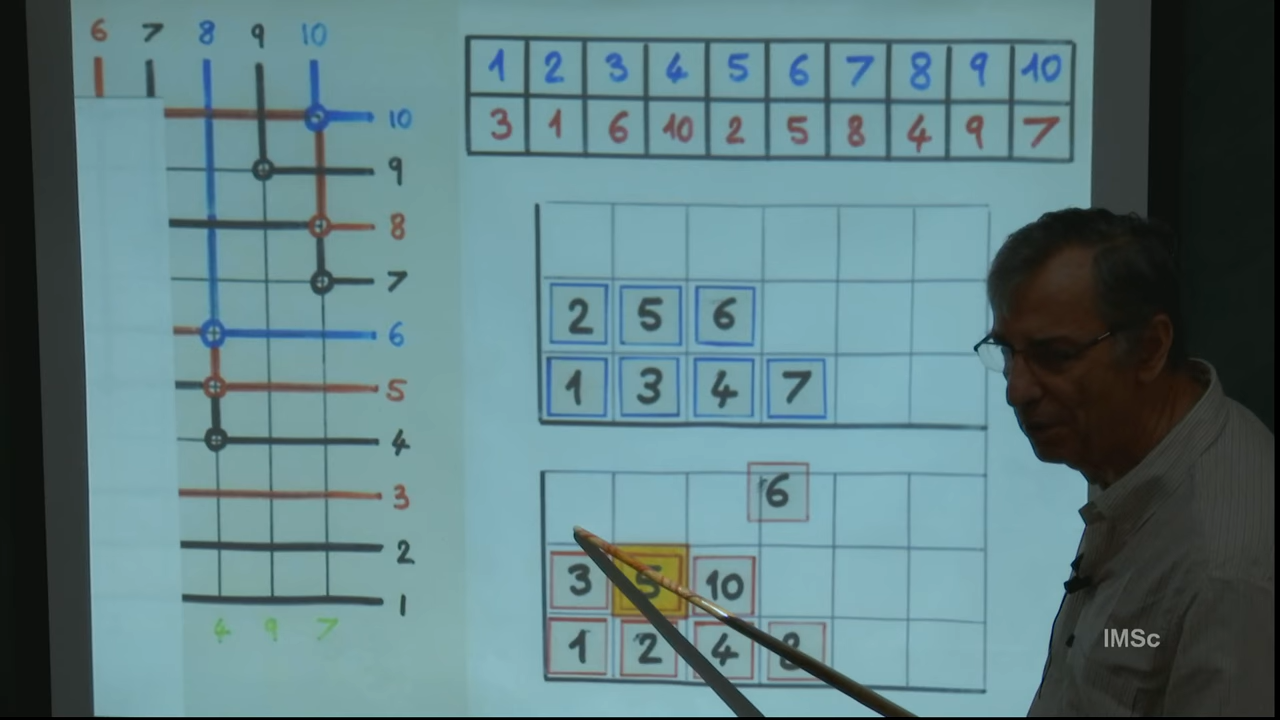 6 7 8 9 10
10
9
8
7
6
5
4
3
2
1
4 9 7
1 2 3 4 5 6 7 8 9 10
3 1 6 10 2 5 8 4 9 7
2 5 6
1 3 4 7
6
3 5 10
1 2 4 8
IMSc